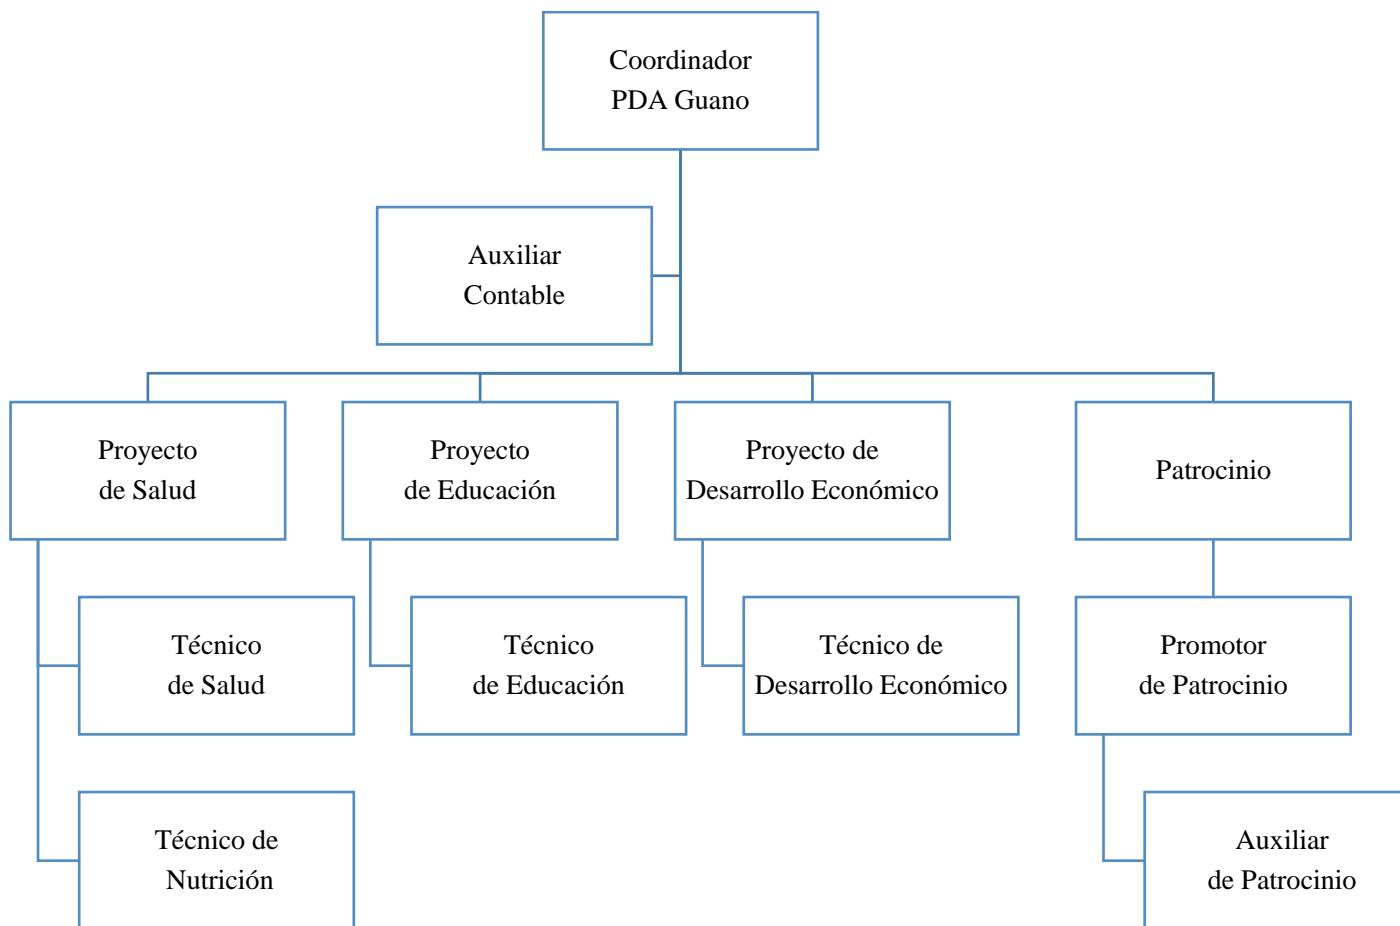 Coordinador
PDA Guano
Auxiliar
Contable
Proyecto
de Salud
Proyecto
de Educación
Proyecto de
Desarrollo Económico
Patrocinio
Técnico
de Salud
Técnico
de Educación
Técnico de
Desarrollo Económico
Promotor
de Patrocinio
Técnico de
Nutrición
Auxiliar
de Patrocinio